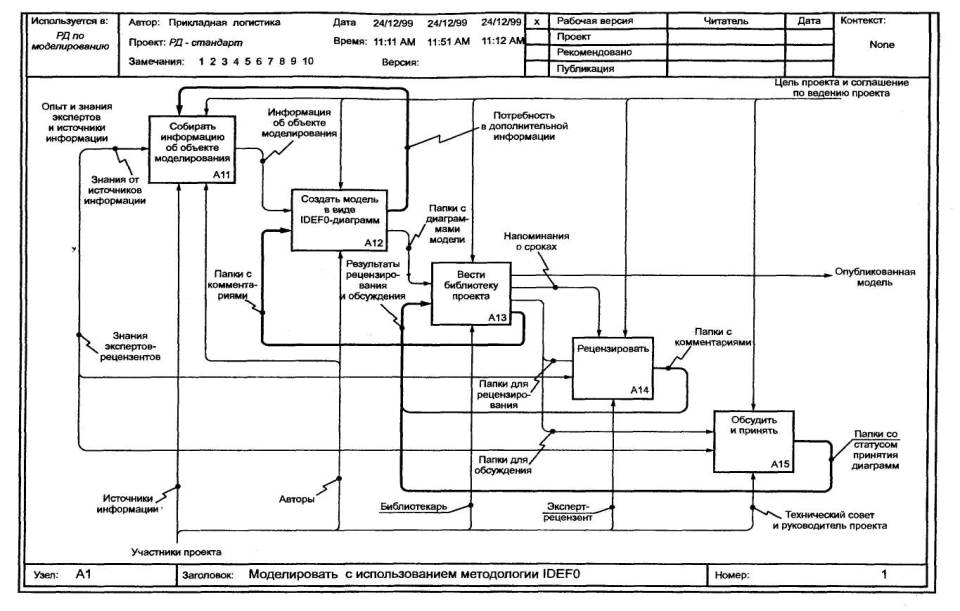 Используется в:
РД по
моделированию
Автор: Прикладная логистика
Дата 24/12/99 24/12/99 24/12/99
Проект: РД - стандарт
Время: 11:11 AM 11:51 AM 11:12 AM
Замечания: 1 2 3 4 5 6 7 8 9 10
Версия:
x Рабочая версия
Проект
Рекомендовано
Публикация
Читатель
Дата
Контекст:
None
Цель проекта и соглашение
по ведению проекта
Опыт и знания
экспертов
и источники
информации
Собирать
информацию
об объекте
моделирования
A11
Информация
об объекте
моделирования
Потребность
в дополнительной
информации
Знания от
источников
информации
Создать модель
в виде
IDEF0-диаграмм
A12
Папки с
диаграм-
мами
модели
Напоминания
о сроках
Папки с
коммента-
риями
Результаты
рецензиро-
вания
и обсуждения
Вести
библиотеку
проекта
A13
Опубликованная
модель
Знания
экспертов-
рецензентов
Рецензировать
A14
Папки с
комментариями
Папки для
рецензиро-
вания
Обсудить
и принять
A15
Папки со
статусом
принятия
диаграмм
Папки для
обсуждения
Источники
информации
Авторы
Библиотекарь
Эксперт-
рецензент
Технический совет
и руководитель проекта
Участники проекта
Узел: A1
Заголовок: Моделировать с использованием методологии IDEF0
Номер: 1